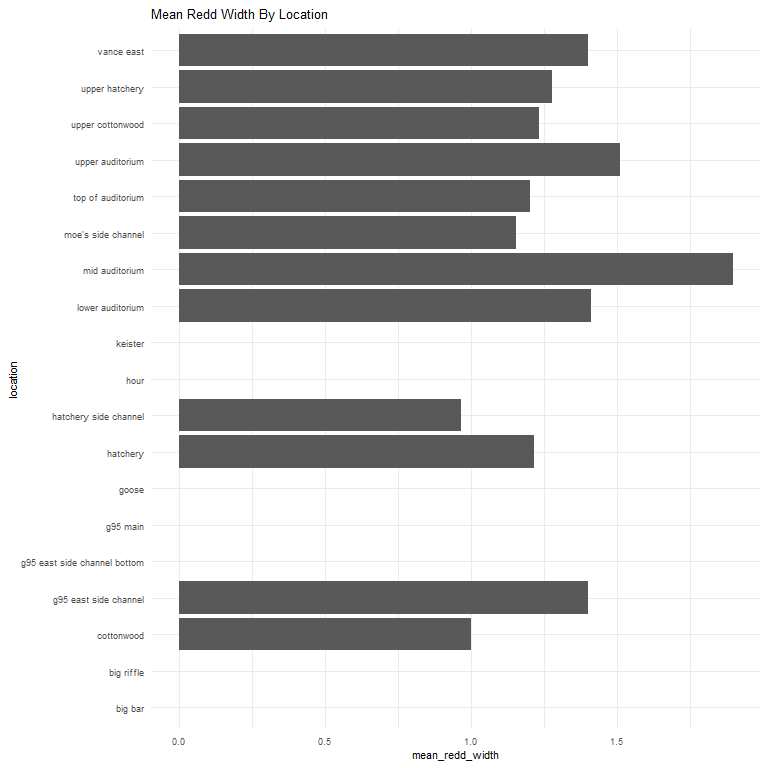 Mean Redd Width By Location
vance east
upper hatchery
upper cottonwood
upper auditorium
top of auditorium
moe's side channel
mid auditorium
lower auditorium
keister
hour
hatchery side channel
hatchery
goose
g95 main
g95 east side channel bottom
g95 east side channel
cottonwood
big riffle
big bar
location
0.0 0.5 1.0 1.5
mean_redd_width